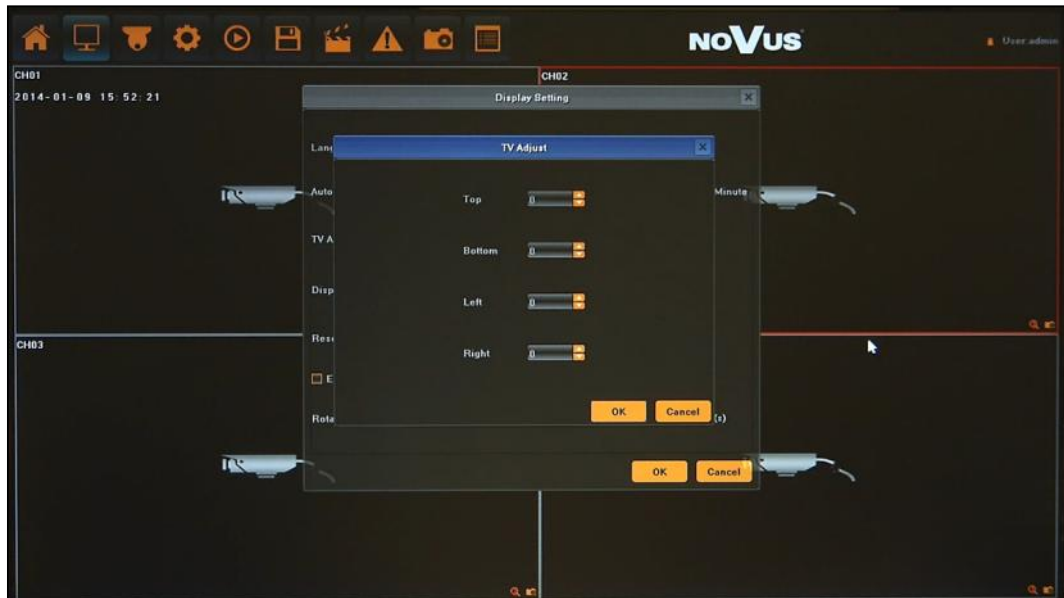 NOVUS
User:admin
CH01
CH02
2014-01-09 15:52:21
Display Setting
Lang
TV Adjust
Auto
Top 0
Minute
TV A
Bottom 0
Disp
Left 0
Rese
CH03
Right 0
E
OK Cancel
Rota
(s)
OK Cancel